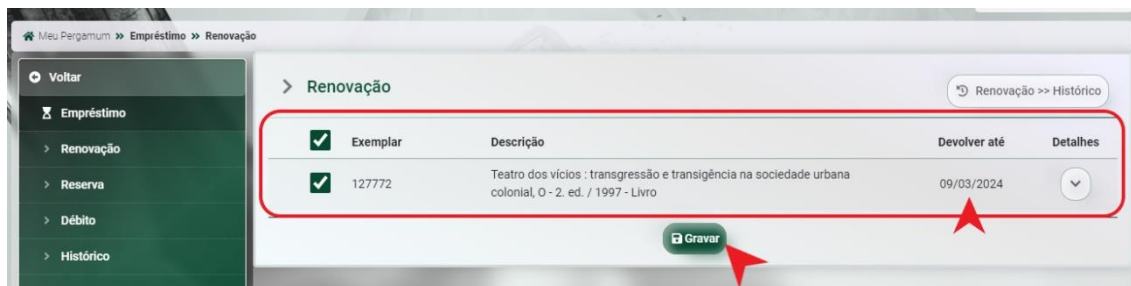 Meu Pergamum » Empréstimo » Renovação
Voltar
Empréstimo
Renovação
Reserva
Débito
Histórico
Renovação
Renovação >> Histórico
Exemplar Descrição Devolver até Detalhes
127772 Teatro dos vícios : transgressão e transigência na sociedade urbana 09/03/2024
colonial, O - 2. ed. / 1997 - Livro
Gravar